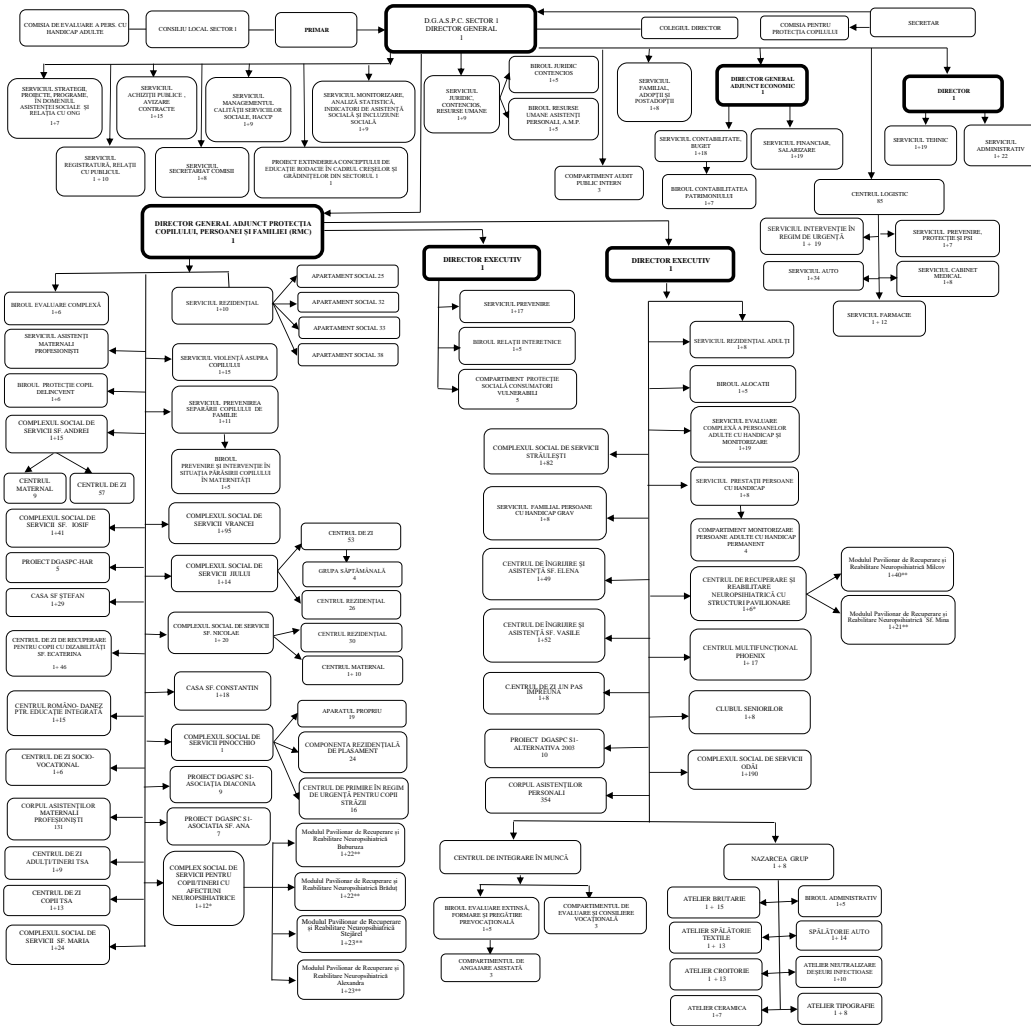 COMISIA DE EVALUARE A PERS. CU
HANDICAP ADULTE
CONSILIU LOCAL SECTOR I
PRIMAR
D.G.A.S.P.C. SECTOR 1
DIRECTOR GENERAL
1
COLEGIUL DIRECTOR
COMISIA PENTRU
PROTECȚIA COPILULUI
SECRETAR
SERVICIUL STRATEGII,
PROIECTE, PROGRAME,
ÎN DOMENIUL
ASISTENȚEI SOCIALE ȘI
RELAȚIA CU ONG
1+7
SERVICIUL
ACHIZIȚII PUBLICE ,
AVIZARE
CONTRACTE
1+15
SERVICIUL
MANAGEMENTUL
CALITĂȚII SERVICIILOR
SOCIALE, HACCP
1+9
SERVICIUL MONITORIZARE,
ANALIZĂ STATISTICĂ,
INDICATORI DE ASISTENȚĂ
SOCIALĂ ȘI INCLUZIUNE
SOCIALĂ
1+9
SERVICIUL
JURIDIC,
CONTENCIOS,
RESURSE UMANE
1+9
BIROUL JURIDIC
CONTENCIOS
1+5
BIROUL RESURSE
UMANE ASISTENȚI
PERSONALI, A.M.P.
1+5
SERVICIUL
FAMILIAL,
ADOPȚII ȘI
POSTADOPȚII
1+8
DIRECTOR GENERAL
ADJUNCT ECONOMIC
1
DIRECTOR
1
SERVICIUL
REGISTRATURĂ, RELAȚII
CU PUBLICUL
1 + 10
SERVICIUL
SECRETARIAT COMISII
1+8
PROIECT EXTINDEREA CONCEPTULUI DE
EDUCAȚIE RODACIE ÎN CADRUL CREȘELOR ȘI
GRĂDINIȚELOR DIN SECTORUL 1
1
COMPARTIMENT AUDIT
PUBLIC INTERN
3
SERVICIUL CONTABILITATE,
BUGET
1+18
SERVICIUL FINANCIAR,
SALARIZARE
1+19
BIROUL CONTABILITATEA
PATRIMONIULUI
1+7
SERVICIUL TEHNIC
1+19
SERVICIUL
ADMINISTRATIV
1+ 22
CENTRUL LOGISTIC
85
SERVICIUL INTERVENȚIE ÎN
REGIM DE URGENȚĂ
1 + 19
SERVICIUL PREVENIRE,
PROTECȚIE ȘI PSI
1+7
SERVICIUL AUTO
1+34
SERVICIUL CABINET
MEDICAL
1+8
SERVICIUL FARMACIE
1 + 12
DIRECTOR GENERAL ADJUNCT PROTECȚIA
COPILULUI, PERSOANEI ȘI FAMILIEI (RMC)
1
DIRECTOR EXECUTIV
1
DIRECTOR EXECUTIV
1
BIROUL EVALUARE COMPLEXĂ
1+6
SERVICIUL ASISTENȚI
MATERNALI
PROFESIONIȘTI
BIROUL PROTECȚIE COPIL
DELINCVENT
1+6
COMPLEXUL SOCIAL DE
SERVICII SF. ANDREI
1+15
CENTRUL
MATERNAL
9
CENTRUL DE ZI
57
COMPLEXUL SOCIAL DE
SERVICII SF. IOSIF
1+41
PROIECT DGASPC-HAR
5
CASA SF ȘTEFAN
1+29
CENTRUL DE ZI DE RECUPERARE
PENTRU COPII CU DIZABILITĂȚI
SF. ECATERINA
1+ 46
CENTRUL ROMÂNO- DANEZ
PTR. EDUCAȚIE INTEGRATĂ
1+15
CENTRUL DE ZI SOCIO-
VOCATIONAL
1+6
CORPUL ASISTENȚILOR
MATERNALI
PROFESIONIȘTI
131
CENTRUL DE ZI
ADULȚI/TINERI TSA
1+9
CENTRUL DE ZI
COPII TSA
1+13
COMPLEXUL SOCIAL DE
SERVICII SF. MARIA
1+24
SERVICIUL REZIDENȚIAL
1+10
APARTAMENT SOCIAL 25
APARTAMENT SOCIAL 32
APARTAMENT SOCIAL 33
APARTAMENT SOCIAL 38
SERVICIUL VIOLENȚĂ ASUPRA
COPILULUI
1+15
SERVICIUL PREVENIREA
SEPARĂRII COPILULUI DE
FAMILIE
1+11
BIROUL
PREVENIRE ȘI INTERVENȚIE ÎN
SITUAȚIA PĂRĂSIRII COPILULUI
ÎN MATERNITĂȚI
1+5
COMPLEXUL SOCIAL DE
SERVICII VRANCEI
1+95
COMPLEXUL SOCIAL DE
SERVICII JIULUI
1+14
CENTRUL DE ZI
53
GRUPA SĂPTĂMÂNALĂ
4
CENTRUL REZIDENȚIAL
26
COMPLEXUL SOCIAL DE SERVICII
SF. NICOLAE
1+ 20
CENTRUL REZIDENȚIAL
30
CENTRUL MATERNAL
1+ 10
CASA SF. CONSTANTIN
1+18
COMPLEXUL SOCIAL DE
SERVICII PINOCCHIO
1
APARATUL PROPRIU
19
COMPONENTA REZIDENȚIALĂ
DE PLASAMENT
24
CENTRUL DE PRIMIRE ÎN REGIM
DE URGENȚĂ PENTRU COPIII
STRĂZII
16
PROIECT DGASPC S1-
ASOCIAȚIA DIACONIA
9
PROIECT DGASPC S1-
ASOCIATIA SF. ANA
7
COMPLEX SOCIAL DE
SERVICII PENTRU
COPII/TINERI CU
AFECTIUNI
NEUROPSIHIATRICE
1+12*
Modulul Pavilionar de Recuperare și
Reabilitare Neuropsihiatrică
Buburuza
1+22**
Modulul Pavilionar de Recuperare și
Reabilitare Neuropsihiatrică Brăduț
1+22**
Modulul Pavilionar de Recuperare
și Reabilitare Neuropsihiatrică
Stejărel
1+23**
Modulul Pavilionar de Recuperare și
Reabilitare Neuropsihiatrică
Alexandra
1+23**
SERVICIUL PREVENIRE
1+17
BIROUL RELAȚII INTERETNICE
1+5
COMPARTIMENT PROTECȚIE
SOCIALĂ CONSUMATORI
VULNERABILI
5
COMPLEXUL SOCIAL DE SERVICII
STRĂULEȘTI
1+82
SERVICIUL FAMILIAL PERSOANE
CU HANDICAP GRAV
1+8
CENTRUL DE ÎNGRIJIRE ȘI
ASISTENȚĂ SF. ELENA
1+49
CENTRUL DE ÎNGRIJIRE ȘI
ASISTENȚĂ SF. VASILE
1+52
C.ENTRUL DE ZI ,UN PAS
ÎMPREUNA
1+8
PROIECT DGASPC S1-
ALTERNATIVA 2003
10
CORPUL ASISTENȚILOR
PERSONALI
354
SERVICIUL REZIDENȚIAL ADULȚI
1+8
BIROUL ALOCATII
1+5
SERVICIUL EVALUARE
COMPLEXĂ A PERSOANELOR
ADULTE CU HANDICAP ȘI
MONITORIZARE
1+19
SERVICIUL PRESTAȚII PERSOANE
CU HANDICAP
1+8
COMPARTIMENT MONITORIZARE
PERSOANE ADULTE CU HANDICAP
PERMANENT
4
CENTRUL DE RECUPERARE ȘI
REABILITARE
NEUROPSIHIATRICĂ CU
STRUCTURI PAVILIONARE
1+6*
Modulul Pavilionar de Recuperare și
Reabilitare Neuropsihiatrică Milcov
1+40**
Modulul Pavilionar de Recuperare și
Reabilitare Neuropsihiatrică Sf. Mina
1+21**
CENTRUL MULTIFUNCȚIONAL
PHOENIX
1+ 17
CLUBUL SENIORILOR
1+8
COMPLEXUL SOCIAL DE SERVICII
ODĂI
1+190
CENTRUL DE INTEGRARE ÎN MUNCĂ
BIROUL EVALUARE EXTINSĂ,
FORMARE ȘI PREGĂTIRE
PREVOCAȚIONALĂ
1+5
COMPARTIMENTUL DE
EVALUARE ȘI CONSILIERE
VOCAȚIONALĂ
3
COMPARTIMENTUL DE
ANGAJARE ASISTATĂ
3
NAZARCEA GRUP
1 + 8
ATELIER BRUTARIE
1 + 15
BIROUL ADMINISTRATIV
1+5
ATELIER SPĂLĂTORIE
TEXTILE
1 + 13
SPĂLĂTORIE AUTO
1+ 14
ATELIER CROITORIE
1 + 13
ATELIER NEUTRALIZARE
DEȘEURI INFECTIOASE
1+10
ATELIER CERAMICA
1+7
ATELIER TIPOGRAFIE
1 + 8